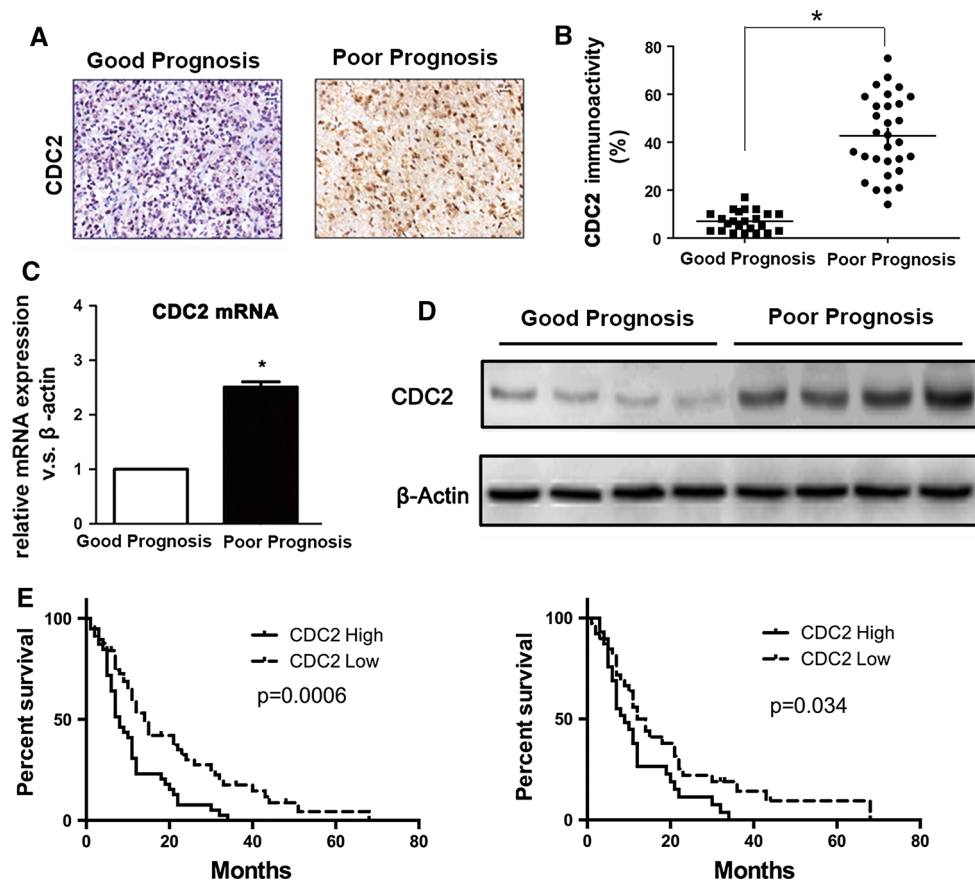 A
Good Prognosis
Poor Prognosis
CDC2
B
*
CDC2 immunoactivity
(%)
80
60
40
20
0
Good Prognosis
Poor Prognosis
C
CDC2 mRNA
relative mRNA expression
v.s. β -actin
4
3
2
1
0
*
Good Prognosis
Poor Prognosis
D
Good Prognosis
Poor Prognosis
CDC2
β-Actin
E
Percent survival
100
50
0
CDC2 High
CDC2 Low
p=0.0006
0
20
40
60
80
Months
Percent survival
100
50
0
CDC2 High
CDC2 Low
p=0.034
0
20
40
60
80
Months